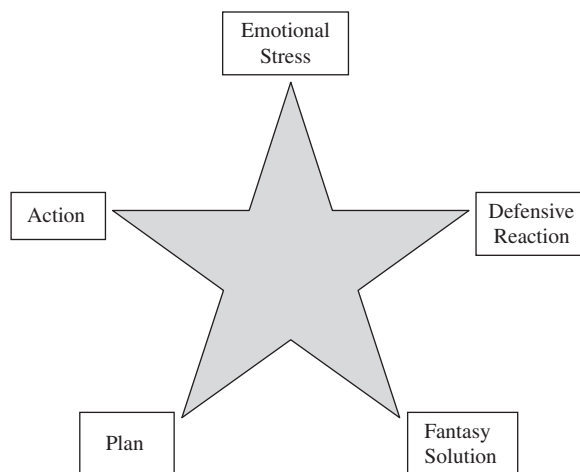 Emotional
Stress
Action
Defensive
Reaction
Plan
Fantasy
Solution